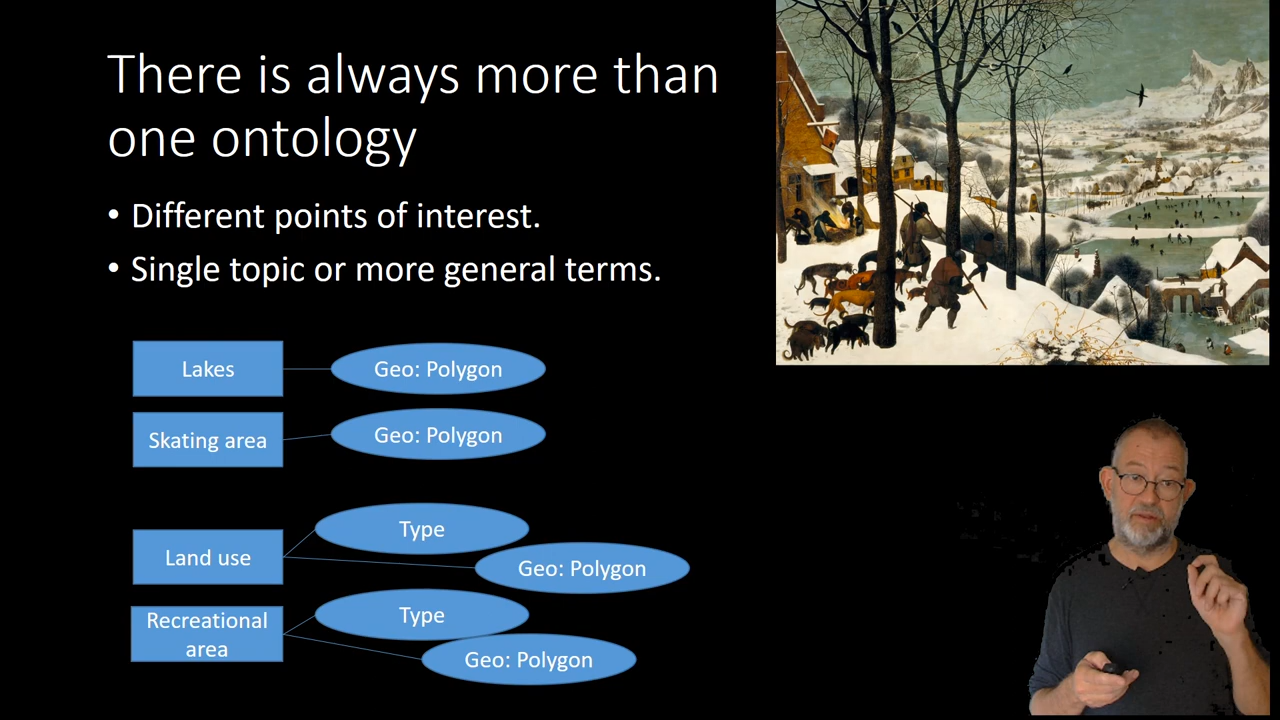 There is always more than
one ontology
• Different points of interest.
• Single topic or more general terms.
Lakes
Geo: Polygon
Skating area
Geo: Polygon
Land use
Type
Geo: Polygon
Recreational
area
Type
Geo: Polygon